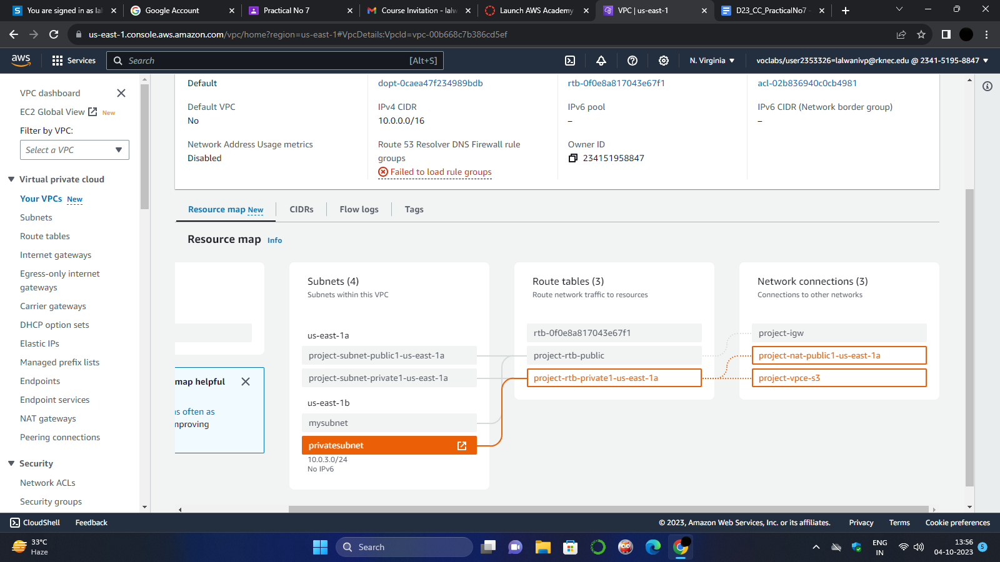 You are signed in as la
Google Account
Practical No 7
Course Invitation - lalw
Launch AWS Academy
VPC | us-east-1
D23_CC_PracticalNo7 -
us-east-1.console.aws.amazon.com/vpc/home?region=us-east-1#VpcDetails:VpcId=vpc-00b668c7b386cd5ef
aws
Services
Search
[Alt+S]
N. Virginia
voclabs/user2353326=lalwanivp@rknec.edu @ 2341-5195-8847
VPC dashboard
EC2 Global View New
Filter by VPC:
Select a VPC
Virtual private cloud
Your VPCs New
Subnets
Route tables
Internet gateways
Egress-only internet
gateways
Carrier gateways
DHCP option sets
Elastic IPs
Managed prefix lists
Endpoints
Endpoint services
NAT gateways
Peering connections
Security
Network ACLs
Security groups
Default
dopt-0caea47f234989bdb
rtb-0f0e8a817043e67f1
acl-02b836940c0cb4981
Default VPC
No
IPv4 CIDR
10.0.0.0/16
IPv6 pool
–
IPv6 CIDR (Network border group)
–
Network Address Usage metrics
Disabled
Route 53 Resolver DNS Firewall rule
groups
Failed to load rule groups
Owner ID
234151958847
Resource map New
CIDRs
Flow logs
Tags
Resource map Info
map helpful
us often as
mproving
Subnets (4)
Subnets within this VPC
us-east-1a
project-subnet-public1-us-east-1a
project-subnet-private1-us-east-1a
us-east-1b
mysubnet
privatesubnet
10.0.3.0/24
No IPv6
Route tables (3)
Route network traffic to resources
rtb-0f0e8a817043e67f1
project-rtb-public
project-rtb-private1-us-east-1a
Network connections (3)
Connections to other networks
project-igw
project-nat-public1-us-east-1a
project-vpce-s3
CloudShell
Feedback
© 2023, Amazon Web Services, Inc. or its affiliates.
Privacy
Terms
Cookie preferences
33°C
Haze
Search
ENG
IN
13:56
04-10-2023
5